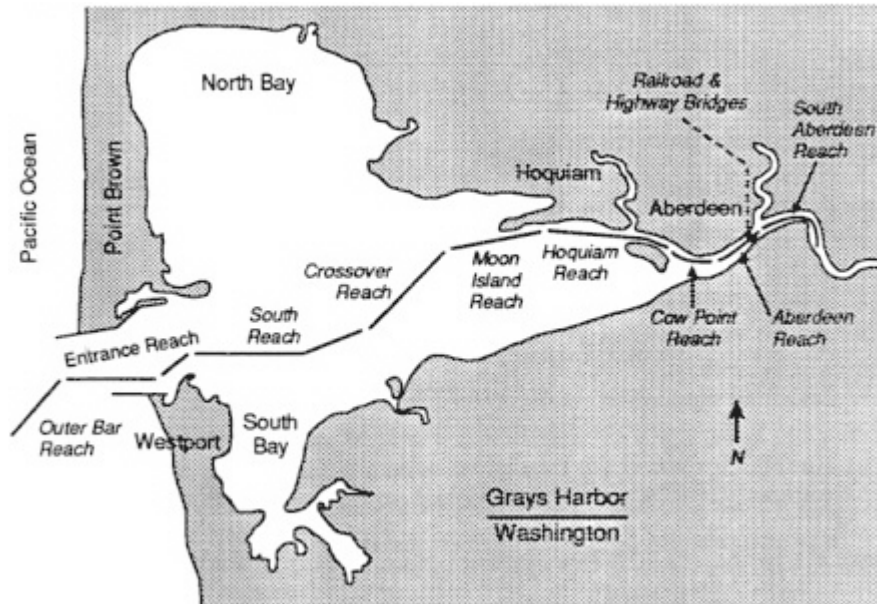 North Bay
Railroad &
Highway Bridges
South
Aberdeen
Reach
Pacific Ocean
Point Brown
Hoquiam
Aberdeen
Crossover
Reach
Moon
Island
Reach
Hoquiam
Reach
South
Reach
Cow Point
Reach
Aberdeen
Reach
Entrance Reach
Outer Bar
Reach
Westport
South
Bay
N
Grays Harbor
Washington